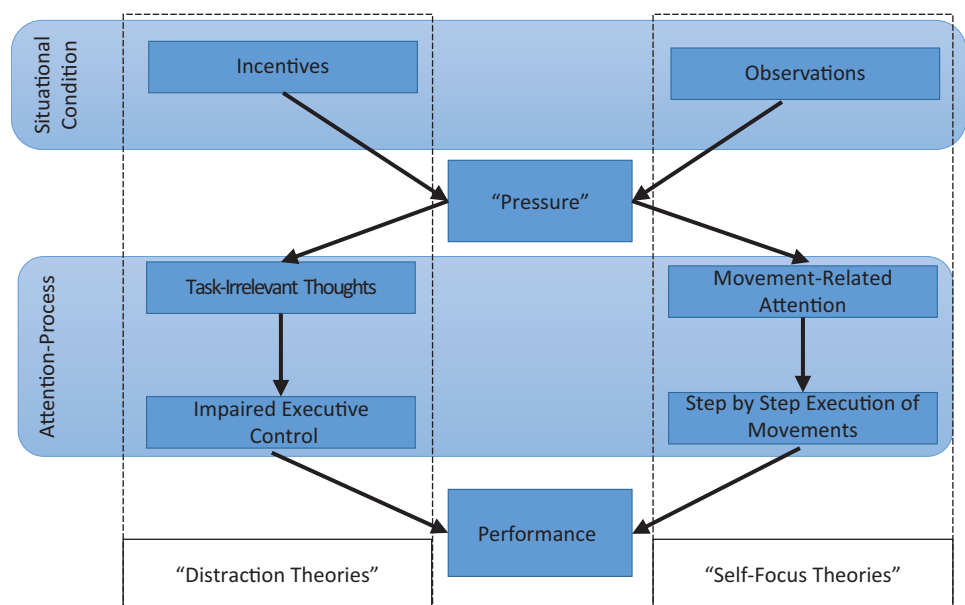 Situational
Condition
Incentives
Observations
“Pressure”
Attention-Process
Task-Irrelevant Thoughts
Movement-Related
Attention
Impaired Executive
Control
Step by Step Execution of
Movements
Performance
“Distraction Theories”
“Self-Focus Theories”